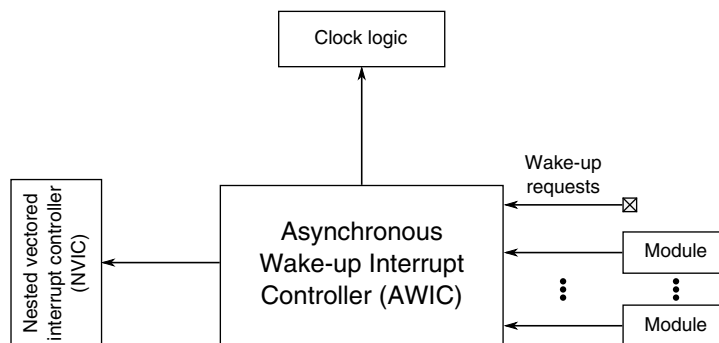 Clock logic
Wake-up
requests
Nested vectored
interrupt controller
(NVIC)
Asynchronous
Wake-up Interrupt
Controller (AWIC)
Module
Module